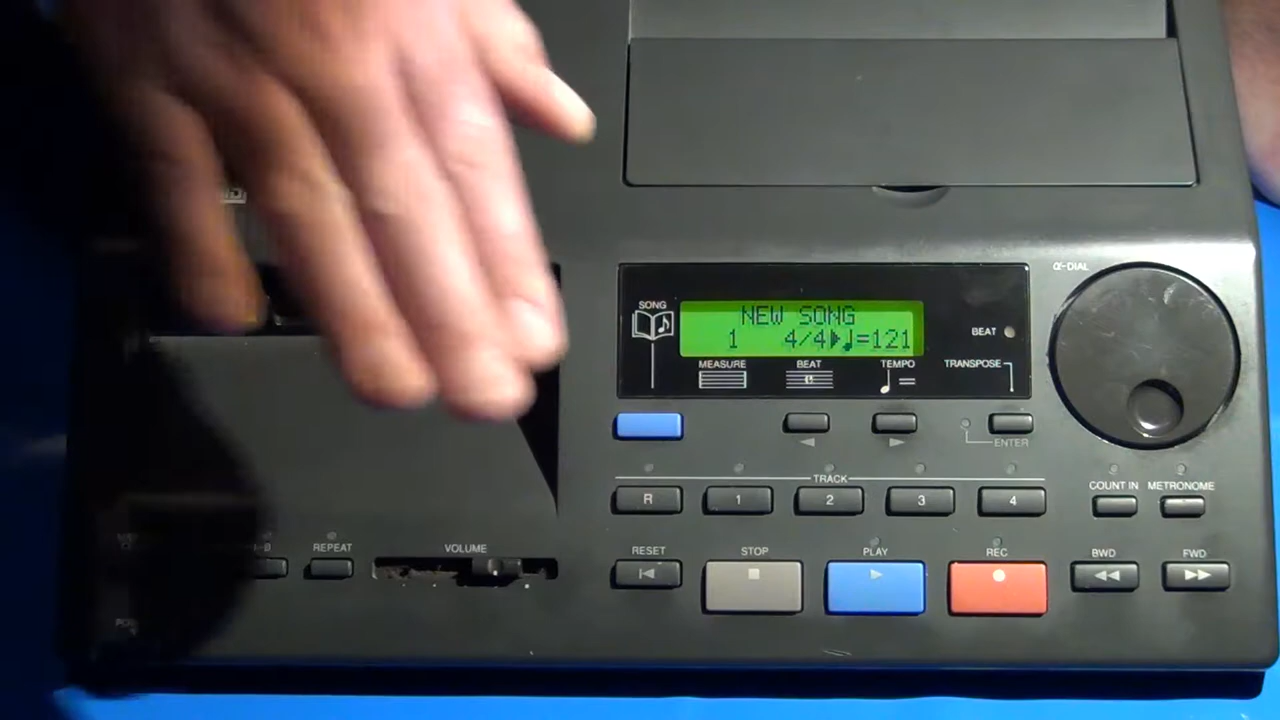 α-DIAL
SONG
NEW SONG
1 4/4 ♩=121
BEAT
MEASURE BEAT TEMPO TRANSPOSE
ENTER
TRACK
R 1 2 3 4
COUNT IN METRONOME
REPEAT VOLUME
RESET STOP PLAY REC BWD FWD